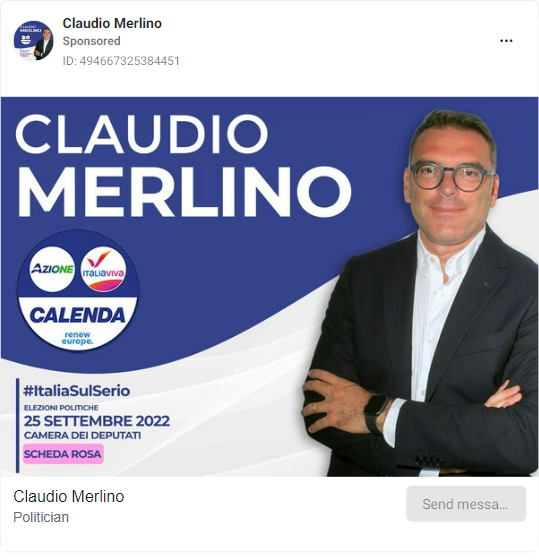 Claudio Merlino
Sponsored
ID: 494667325384451
CLAUDIO
MERLINO
AZIONE
ITALIAVIVA
CALENDA
renew
europe.
#ItaliaSulSerio
ELEZIONI POLITICHE
25 SETTEMBRE 2022
CAMERA DEI DEPUTATI
SCHEDA ROSA
Claudio Merlino
Politician
Send messa...